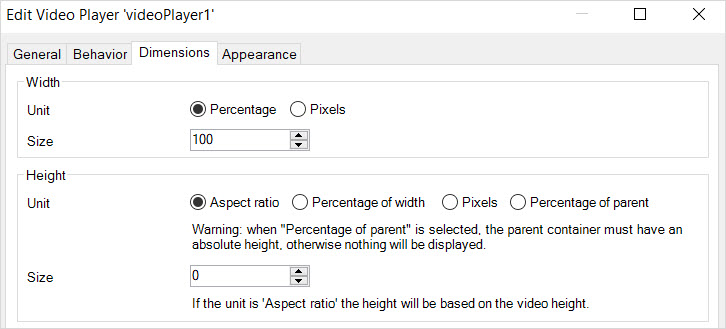 Edit Video Player 'videoPlayer1'
General Behavior Dimensions Appearance
Width
Unit Percentage Pixels
Size 100
Height
Unit Aspect ratio Percentage of width Pixels Percentage of parent
Warning: when "Percentage of parent" is selected, the parent container must have an
absolute height, otherwise nothing will be displayed.
Size 0
If the unit is 'Aspect ratio' the height will be based on the video height.